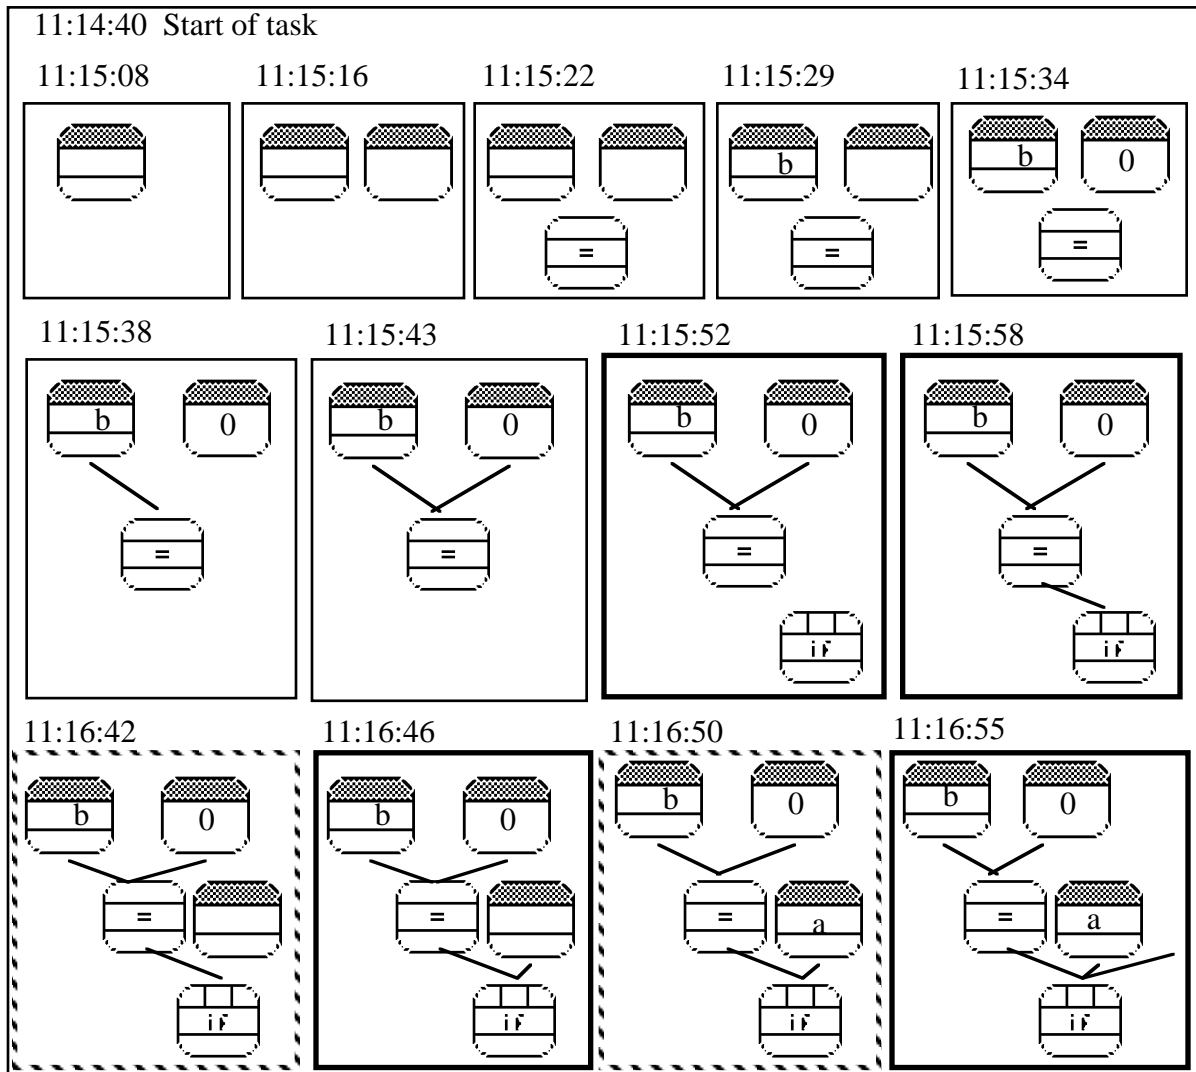 11:14:40 Start of task
11:15:08 11:15:16 11:15:22 11:15:29 11:15:34
b b 0
= = =
11:15:38 11:15:43 11:15:52 11:15:58
b 0 b 0 b 0 b 0
= = = =
if if
11:16:42 11:16:46 11:16:50 11:16:55
b 0 b 0 b 0 b 0
= = = a = a
if if if if